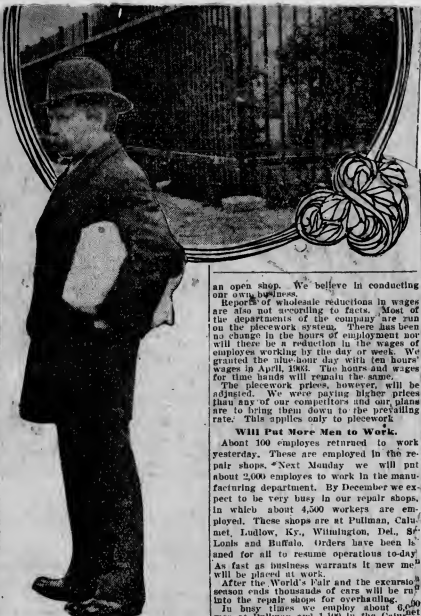 an open shop. We believe in conducting
our own business.
Reports of wholesale reductions in wages
are also not according to facts. Most of
the departments of the company are run
on the piecework system. There has been
no change in the hours of employment nor
will there be a reduction in the wages of
employes working by the day or week. We
granted the nine-hour day with ten hours'
wages in April, 1903. The hours and wages
for time hands will remain the same.
The piecework prices, however, will be
adjusted. We were paying higher prices
than any of our competitors and our plans
are to bring them down to the prevailing
rate. This applies only to piecework
Will Put More Men to Work.
About 100 employes returned to work
yesterday. These are employed in the re-
pair shops. Next Monday we will put
about 2,000 employes to work in the manu-
facturing department. By December we ex-
pect to be very busy in our repair shops,
in which about 4,500 workers are em-
ployed. These shops are at Pullman, Calu-
met, Ludlow, Ky., Wilmington, Del., St.
Louis and Buffalo. Orders have been is
sued for all to resume operations to-day
As fast as business warrants it new men
will be placed at work.
After the World's Fair and the excursion
season ends thousands of cars will be run
into the repair shops for overhauling.
In busy times we employ about